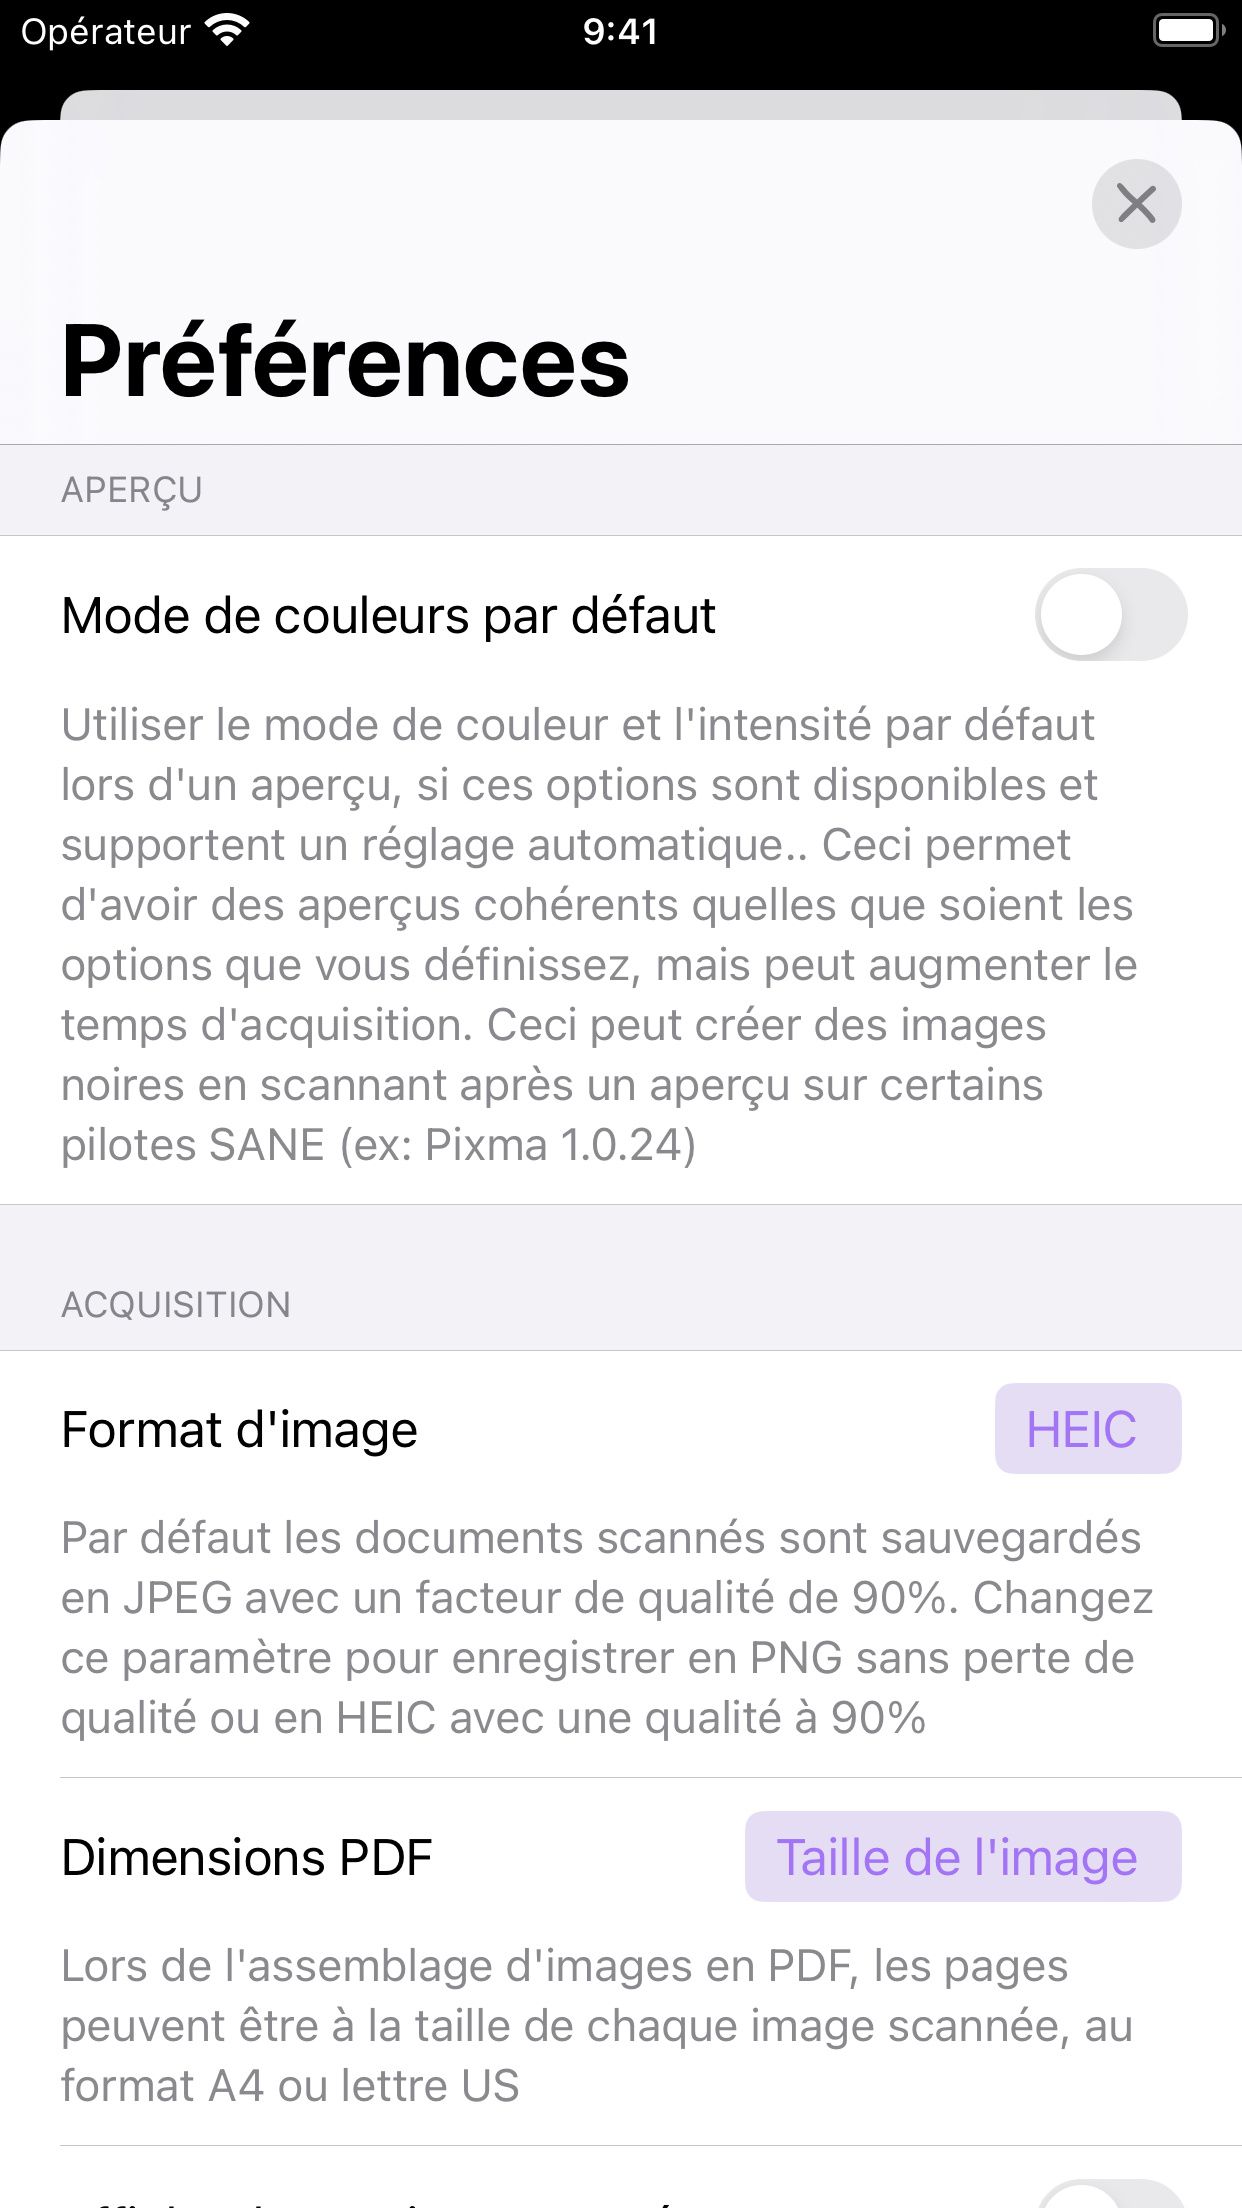 Opérateur 9:41
Préférences
APERÇU
Mode de couleurs par défaut
Utiliser le mode de couleur et l'intensité par défaut
lors d'un aperçu, si ces options sont disponibles et
supportent un réglage automatique.. Ceci permet
d'avoir des aperçus cohérents quelles que soient les
options que vous définissez, mais peut augmenter le
temps d'acquisition. Ceci peut créer des images
noires en scannant après un aperçu sur certains
pilotes SANE (ex: Pixma 1.0.24)
ACQUISITION
Format d'image HEIC
Par défaut les documents scannés sont sauvegardés
en JPEG avec un facteur de qualité de 90%. Changez
ce paramètre pour enregistrer en PNG sans perte de
qualité ou en HEIC avec une qualité à 90%
Dimensions PDF Taille de l'image
Lors de l'assemblage d'images en PDF, les pages
peuvent être à la taille de chaque image scannée, au
format A4 ou lettre US